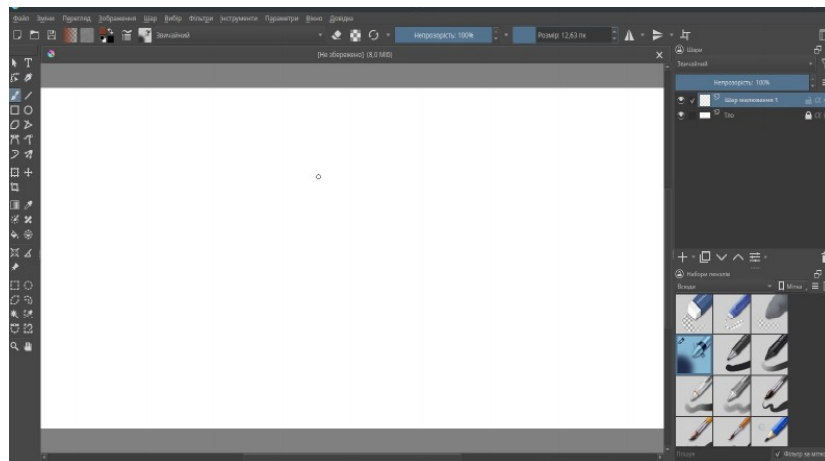 Файл Зміни Перегляд Зображення Шар Вибір Фільтри Інструменти Параметри Вікно Довідка
Звичайний Непрозорість: 100% Розмір: 12,63 пк
[Не збережено] (8,0 МіБ) X
Шари
Звичайний
Непрозорість: 100%
Шар малювання 1
Тло
Набори пензлів
Всюди Мітка
Пошук Фільтр за мітк